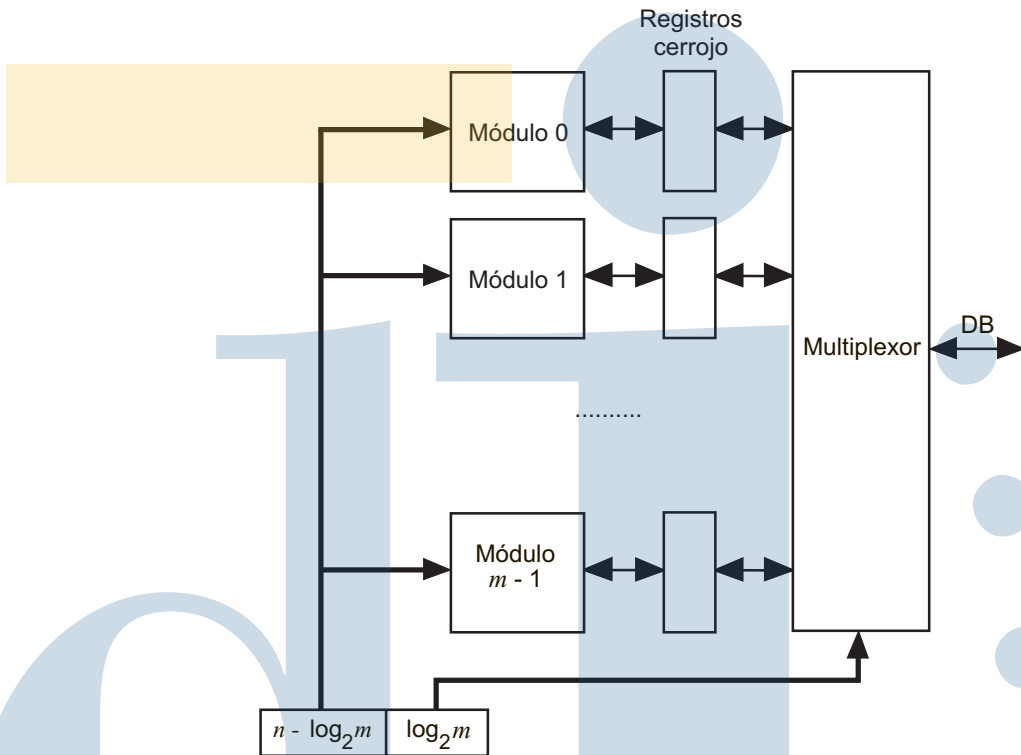 Registros
cerrojo
Módulo 0
Módulo 1
Multiplexor
DB
..........
Módulo
m - 1
n - log₂m
log₂m